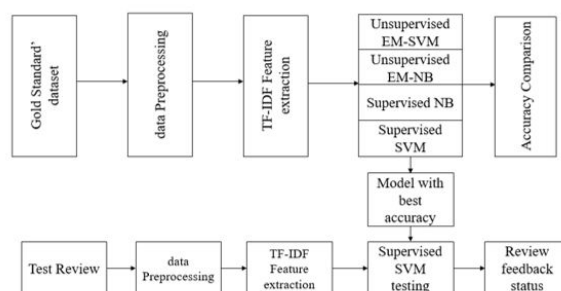 Gold Standard'
dataset
data Preprocessing
TF-IDF Feature
extraction
Unsupervised
EM-SVM
Unsupervised
EM-NB
Supervised NB
Supervised
SVM
Accuracy Comparison
Model with
best
accuracy
Test Review
data
Preprocessing
TF-IDF
Feature
extraction
Supervised
SVM
testing
Review
feedback
status